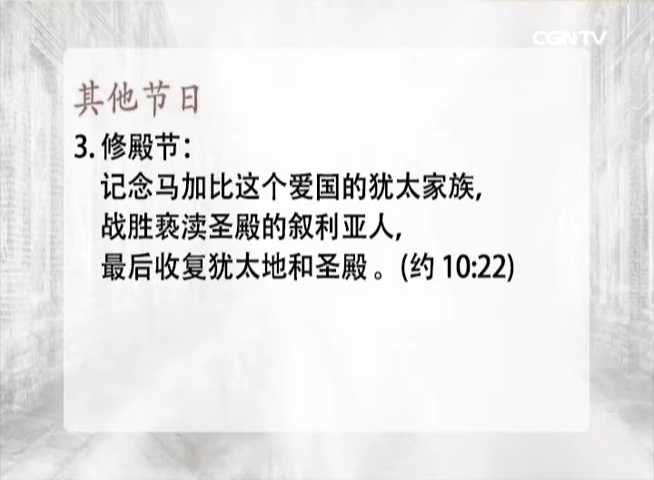 CGNTV
其他节日
3. 修殿节：
记念马加比这个爱国的犹太家族,
战胜亵渎圣殿的叙利亚人,
最后收复犹太地和圣殿。(约 10:22)